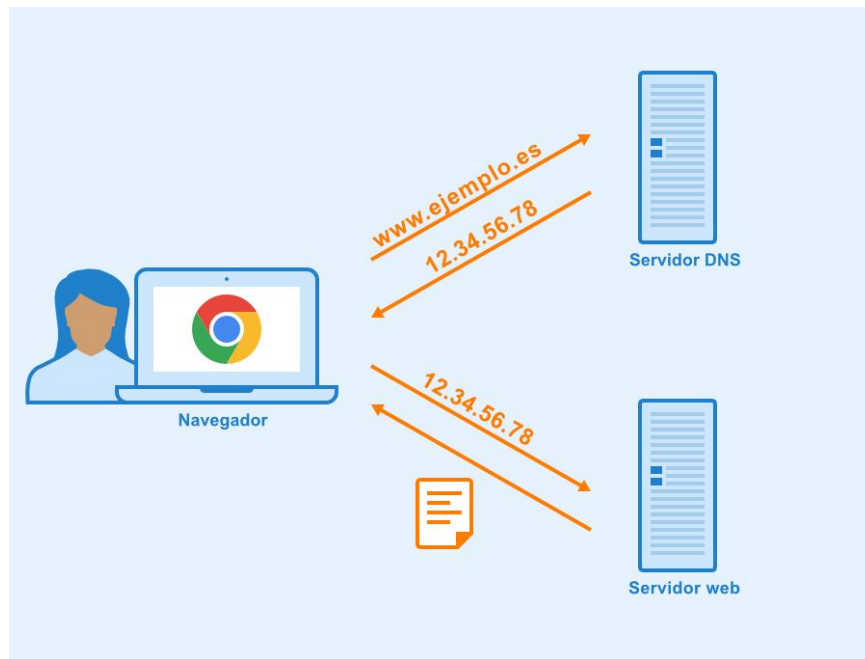 www.ejemplo.es
12.34.56.78
Servidor DNS
Navegador
12.34.56.78
Servidor web